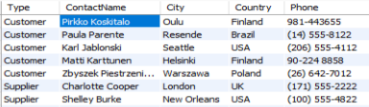 Type ContactName City Country Phone
Customer Pirkko Koskitalo Oulu Finland 981-443655
Customer Paula Parente Resende Brazil (14) 555-8122
Customer Karl Jablonski Seattle USA (206) 555-4112
Customer Matti Karttunen Helsinki Finland 90-224 8858
Customer Zbyszek Piestrzeni... Warszawa Poland (26) 642-7012
Supplier Charlotte Cooper London UK (171) 555-2222
Supplier Shelley Burke New Orleans USA (100) 555-4822